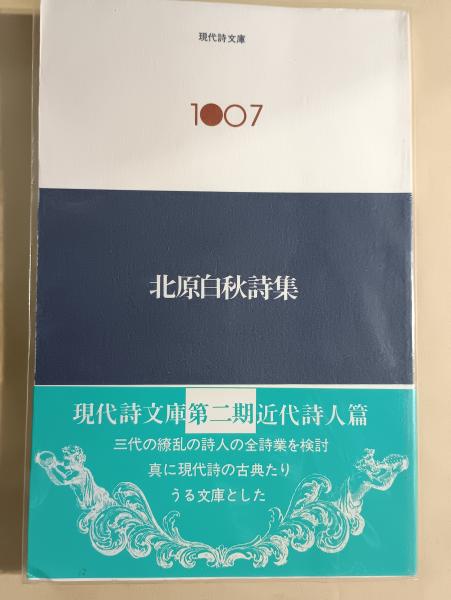 現代詩文庫
1007
北原白秋詩集
現代詩文庫第二期近代詩人篇
三代の繚乱の詩人の全詩業を検討
真に現代詩の古典たり
うる文庫とした